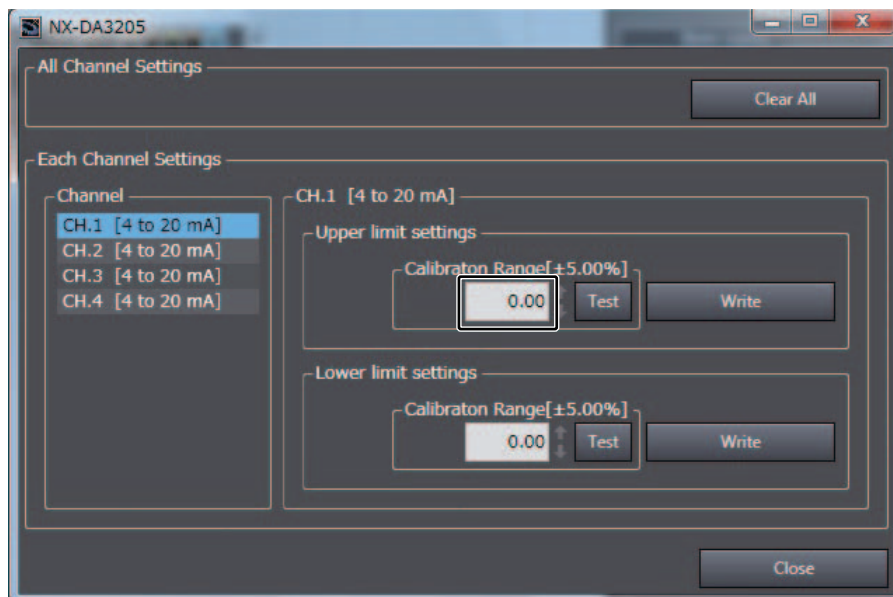 NX-DA3205
All Channel Settings
Clear All
Each Channel Settings
Channel
CH.1 [4 to 20 mA]
CH.2 [4 to 20 mA]
CH.3 [4 to 20 mA]
CH.4 [4 to 20 mA]
CH.1 [4 to 20 mA]
Upper limit settings
Calibraton Range[±5.00%]
0.00 Test Write
Lower limit settings
Calibraton Range[±5.00%]
0.00 Test Write
Close